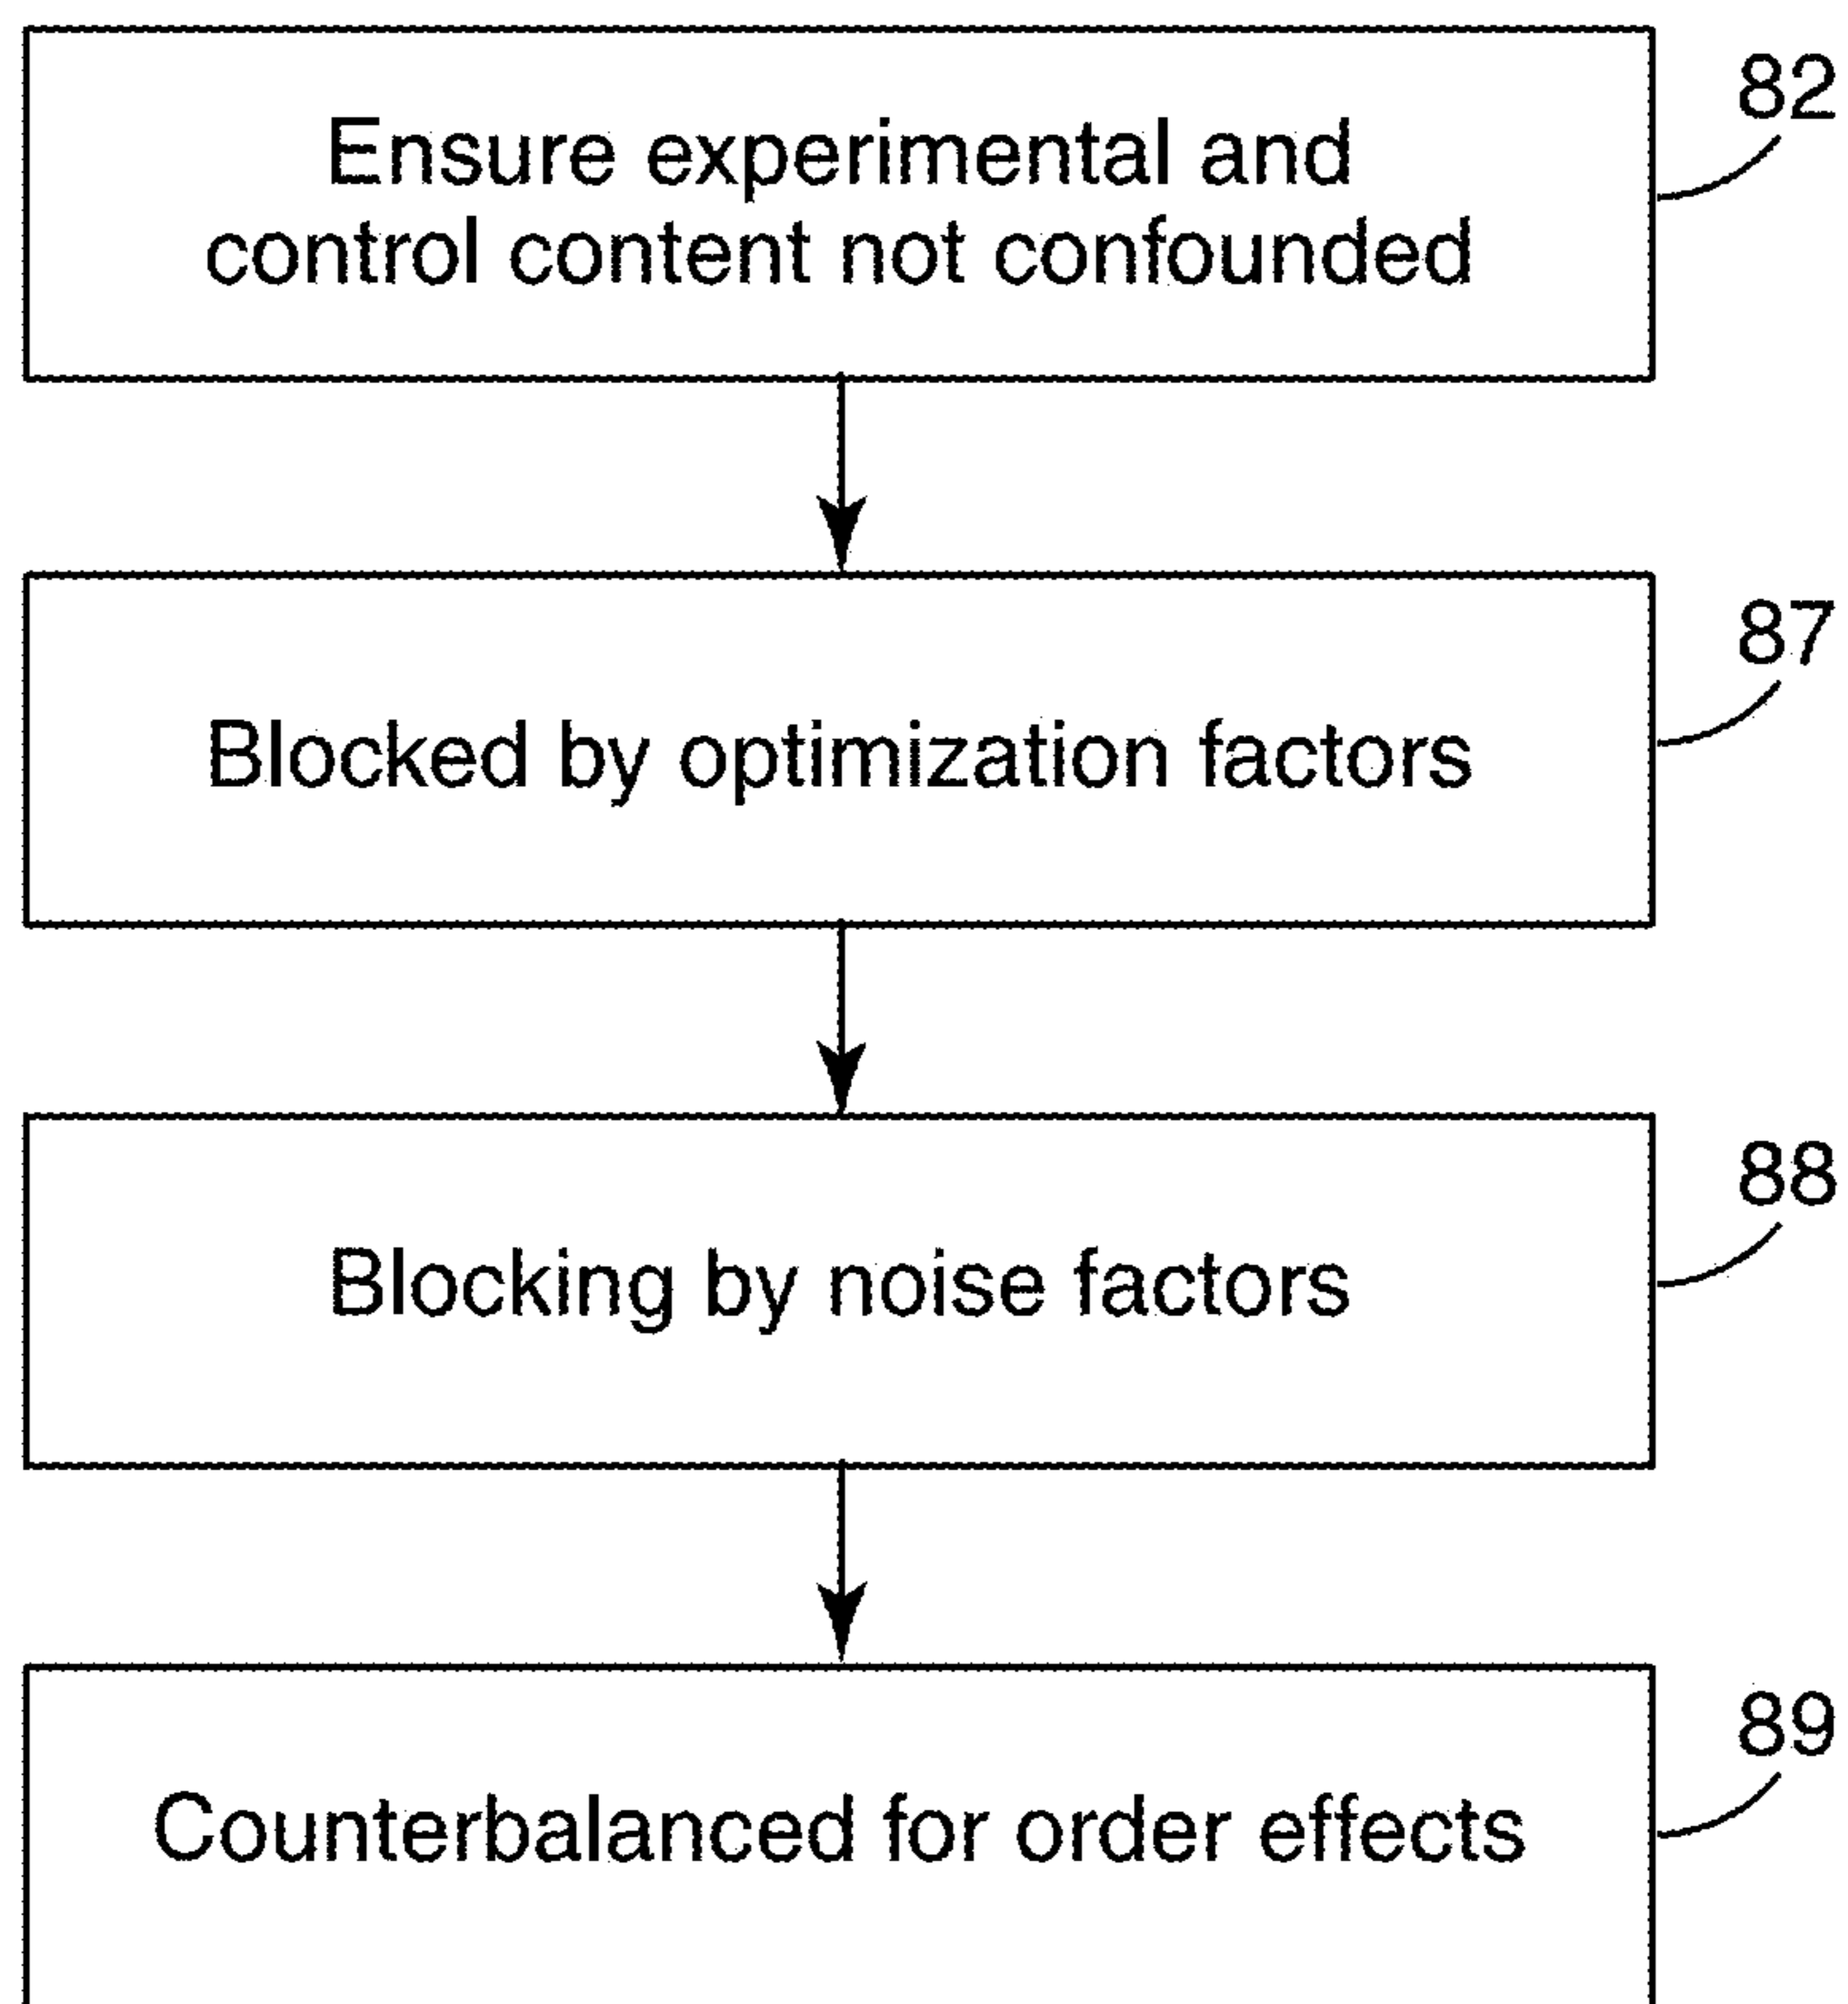 82
Ensure experimental and
control content not confounded
87
Blocked by optimization factors
88
Blocking by noise factors
89
Counterbalanced for order effects